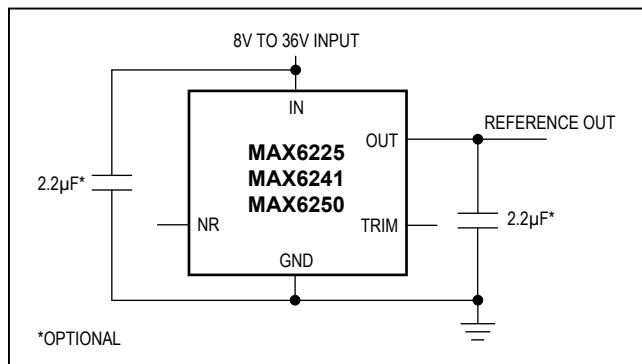 8V TO 36V INPUT
IN
OUT
REFERENCE OUT
MAX6225
MAX6241
MAX6250
2.2µF*
NR
TRIM
2.2µF*
GND
*OPTIONAL